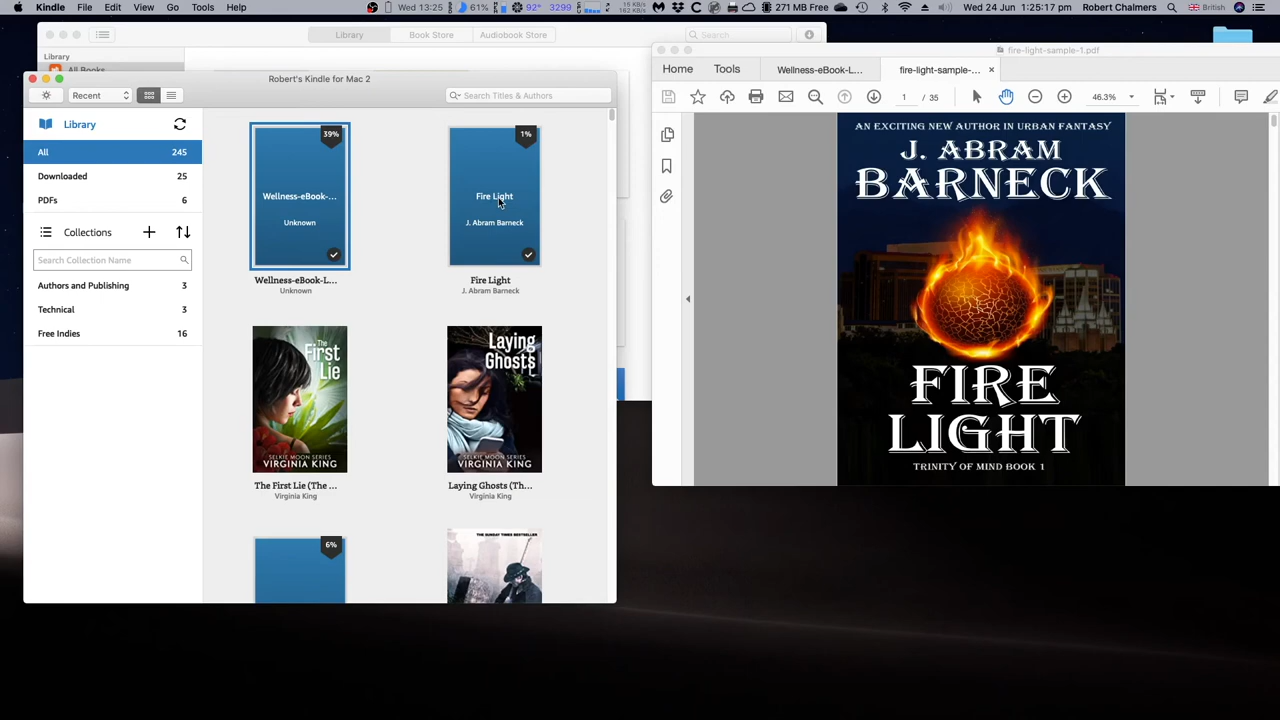 Kindle File Edit View Go Tools Help Wed 13:25 61% 92° 3299 271 MB Free Wed 24 Jun 1:25:17 pm Robert Chalmers British
Library Book Store Audiobook Store Search
Library
All Books
Robert's Kindle for Mac 2
Recent Search Titles & Authors
Library
All 245
Downloaded 25
PDFs 6
Collections
Search Collection Name
Authors and Publishing 3
Technical 3
Free Indies 16
39%
Wellness-eBook-...
Unknown
Wellness-eBook-L...
Unknown
1%
Fire Light
J. Abram Barneck
Fire Light
J. Abram Barneck
The
First
Lie
SELKIE MOON SERIES
VIRGINIA KING
The First Lie (The ...
Virginia King
Laying
Ghosts
SELKIE MOON SERIES
VIRGINIA KING
Laying Ghosts (Th...
Virginia King
6%
THE SUNDAY TIMES BESTSELLER
fire-light-sample-1.pdf
Home Tools Wellness-eBook-L... fire-light-sample-...
1 / 35 46.3%
AN EXCITING NEW AUTHOR IN URBAN FANTASY
J. ABRAM
BARNECK
FIRE
LIGHT
TRINITY OF MIND BOOK 1